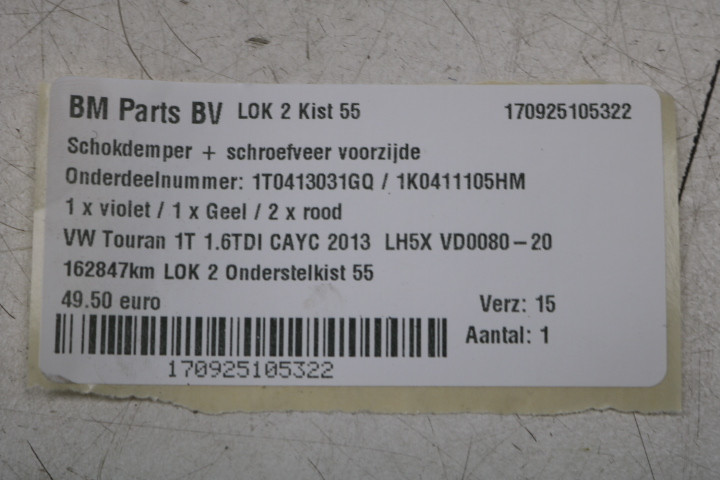 BM Parts BV LOK 2 Kist 55 170925105322
Schokdemper + schroefveer voorzijde
Onderdeelnummer: 1T0413031GQ / 1K0411105HM
1 x violet / 1 x Geel / 2 x rood
VW Touran 1T 1.6TDI CAYC 2013 LH5X VD0080-20
162847km LOK 2 Onderstelkist 55
49.50 euro Verz: 15
Aantal: 1
170925105322